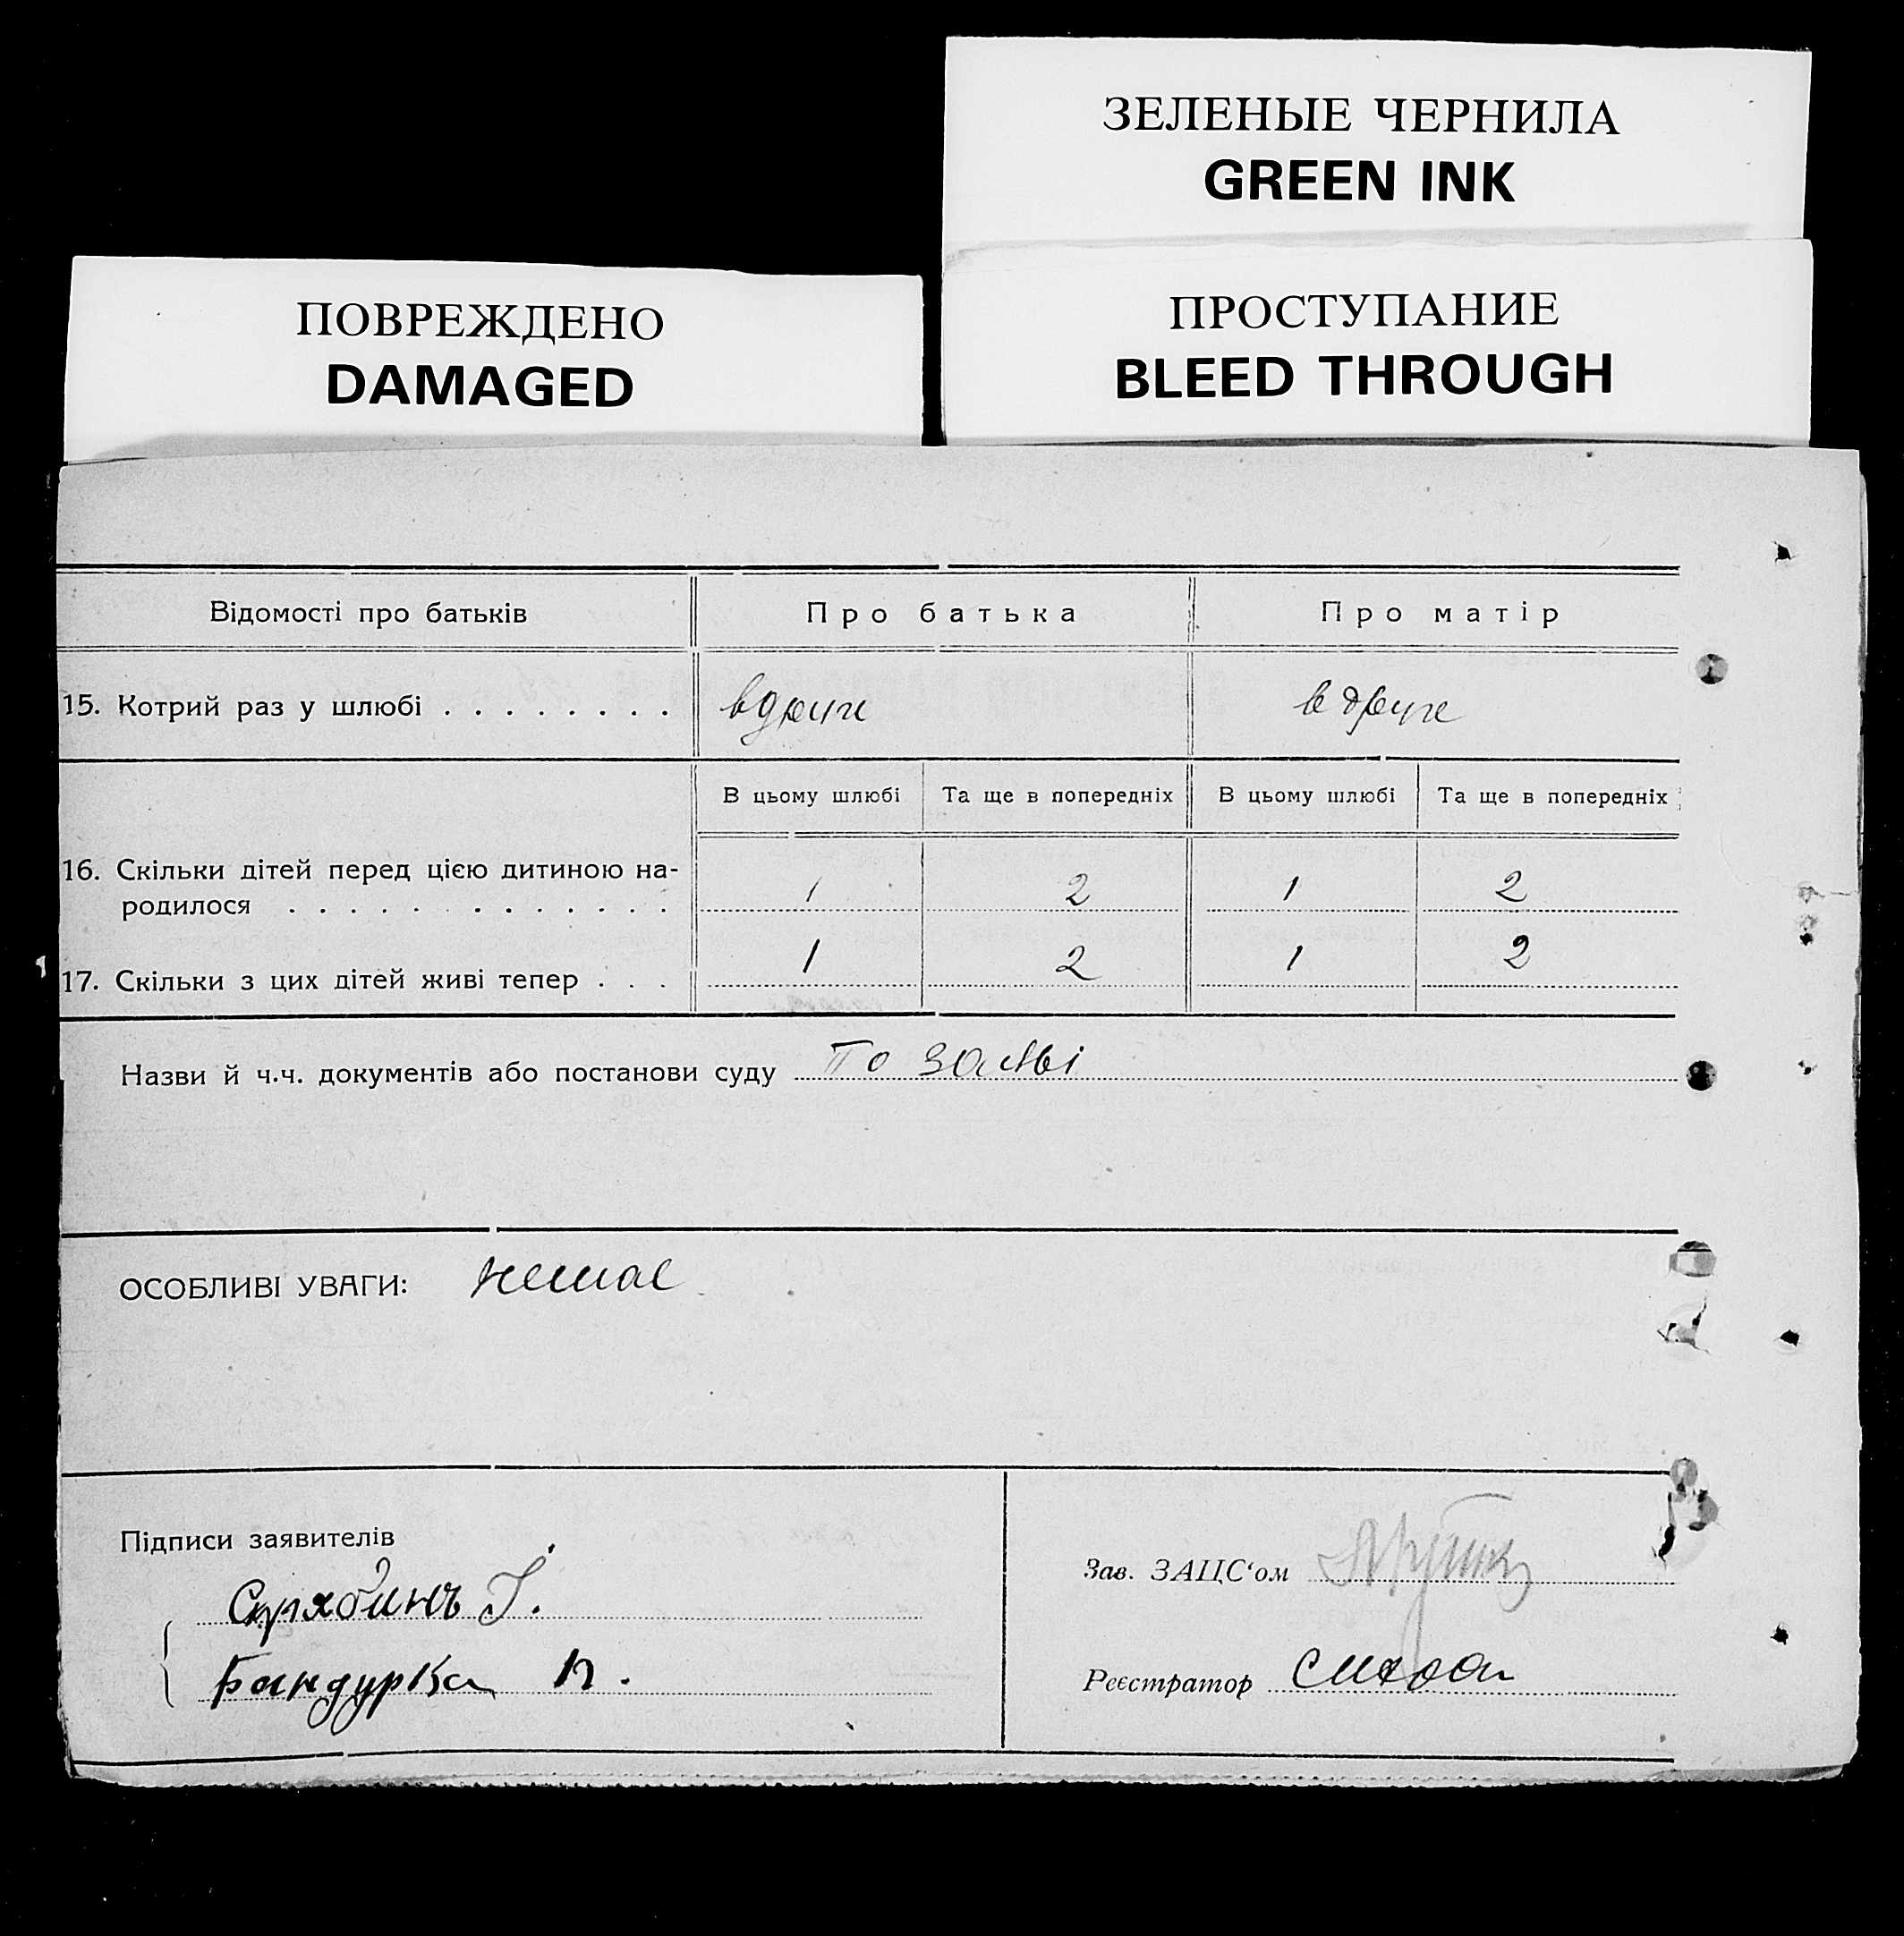 ЗЕЛЕНЫЕ ЧЕРНИЛА
GREEN INK
ПОВРЕЖДЕНО
DAMAGED
ПРОСТУПАНИЕ
BLEED THROUGH
Відомості про батьків Про батька Про матір
15. Котрий раз у шлюбі . . . . . . . . вдруге в друге
В цьому шлюбі Та ще в попередніх В цьому шлюбі Та ще в попередніх
16. Скільки дітей перед цією дитиною на-
родилося . . . . . . . . . . . . . 1 2 1 2
17. Скільки з цих дітей живі тепер . . . 1 2 1 2
Назви й ч.ч. документів або постанови суду По заяві
ОСОБЛИВІ УВАГИ: немає
Підписи заявителів
Зав. ЗАЦС‘ом
Скрябинъ І.
Бандурка П.
Реєстратор